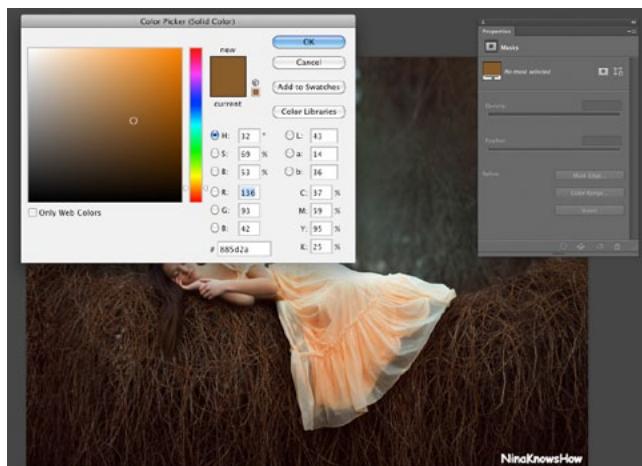 Color Picker (Solid Color)
new
current
OK
Cancel
Add to Swatches
Color Libraries
H: 32 °
S: 69 %
B: 53 %
R: 136
G: 93
B: 42
# 885d2a
L: 43
a: 14
b: 36
C: 37 %
M: 59 %
Y: 95 %
K: 25 %
Only Web Colors
Properties
Masks
No mask selected
Density:
Feather:
Refine:
Mask Edge...
Color Range...
Invert
NinaKnowsHow